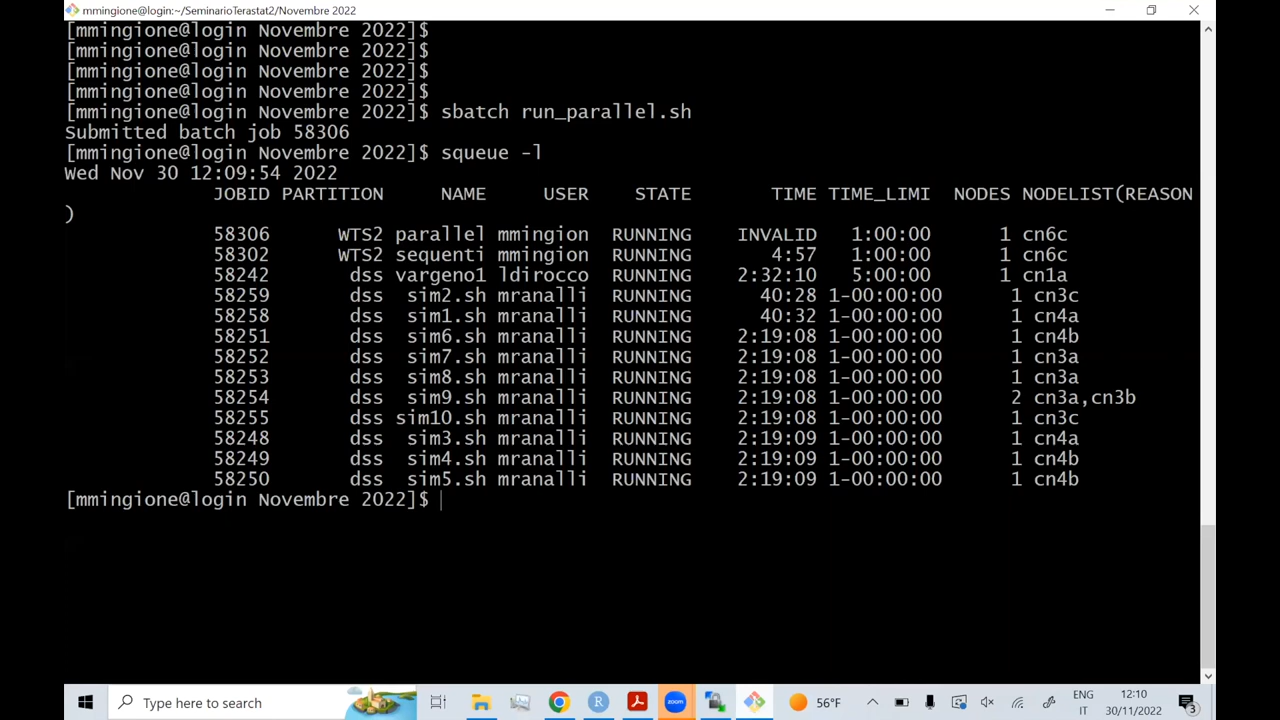 mmingione@login:~/SeminarioTerastat2/Novembre 2022
[mmingione@login Novembre 2022]$
[mmingione@login Novembre 2022]$
[mmingione@login Novembre 2022]$
[mmingione@login Novembre 2022]$
[mmingione@login Novembre 2022]$ sbatch run_parallel.sh
Submitted batch job 58306
[mmingione@login Novembre 2022]$ squeue -l
Wed Nov 30 12:09:54 2022
JOBID PARTITION NAME USER STATE TIME TIME_LIMI NODES NODELIST(REASON
)
58306 WTS2 parallel mmingion RUNNING INVALID 1:00:00 1 cn6c
58302 WTS2 sequenti mmingion RUNNING 4:57 1:00:00 1 cn6c
58242 dss vargeno1 ldirocco RUNNING 2:32:10 5:00:00 1 cn1a
58259 dss sim2.sh mranalli RUNNING 40:28 1-00:00:00 1 cn3c
58258 dss sim1.sh mranalli RUNNING 40:32 1-00:00:00 1 cn4a
58251 dss sim6.sh mranalli RUNNING 2:19:08 1-00:00:00 1 cn4b
58252 dss sim7.sh mranalli RUNNING 2:19:08 1-00:00:00 1 cn3a
58253 dss sim8.sh mranalli RUNNING 2:19:08 1-00:00:00 1 cn3a
58254 dss sim9.sh mranalli RUNNING 2:19:08 1-00:00:00 2 cn3a,cn3b
58255 dss sim10.sh mranalli RUNNING 2:19:08 1-00:00:00 1 cn3c
58248 dss sim3.sh mranalli RUNNING 2:19:09 1-00:00:00 1 cn4a
58249 dss sim4.sh mranalli RUNNING 2:19:09 1-00:00:00 1 cn4b
58250 dss sim5.sh mranalli RUNNING 2:19:09 1-00:00:00 1 cn4b
[mmingione@login Novembre 2022]$
Type here to search
R
zoom
56°F
ENG
IT
12:10
30/11/2022
3